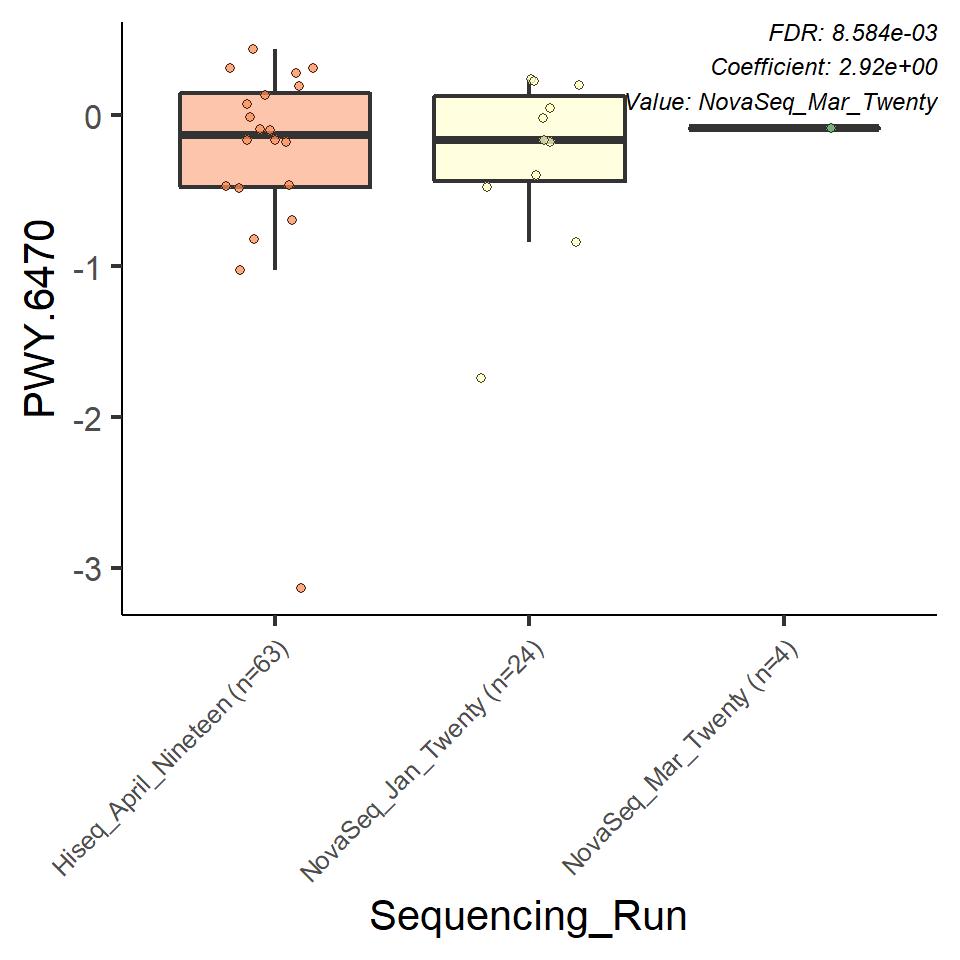 FDR: 8.584e-03
Coefficient: 2.92e+00
Value: NovaSeq_Mar_Twenty
PWY.6470
0
-1
-2
-3
Hiseq_April_Nineteen (n=63)
NovaSeq_Jan_Twenty (n=24)
NovaSeq_Mar_Twenty (n=4)
Sequencing_Run